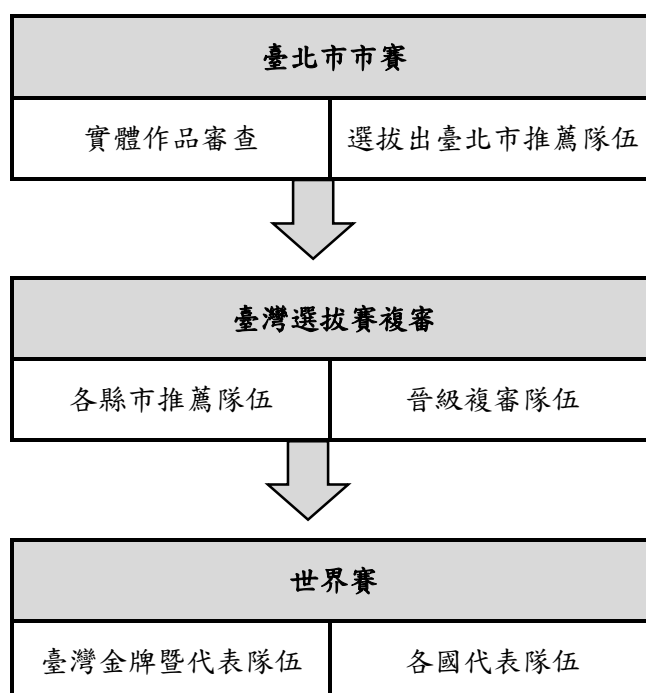 臺北市市賽
實體作品審查
選拔出臺北市推薦隊伍
臺灣選拔賽複審
各縣市推薦隊伍
晉級複審隊伍
世界賽
臺灣金牌暨代表隊伍
各國代表隊伍